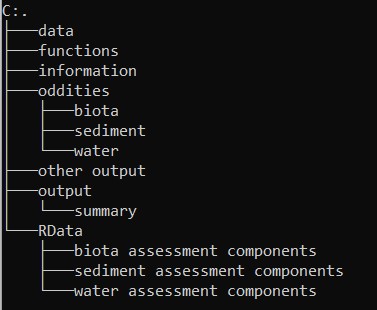 C:.
├───data
├───functions
├───information
├───oddities
│   ├───biota
│   ├───sediment
│   └───water
├───other output
├───output
│   └───summary
└───RData
    ├───biota assessment components
    ├───sediment assessment components
    └───water assessment components